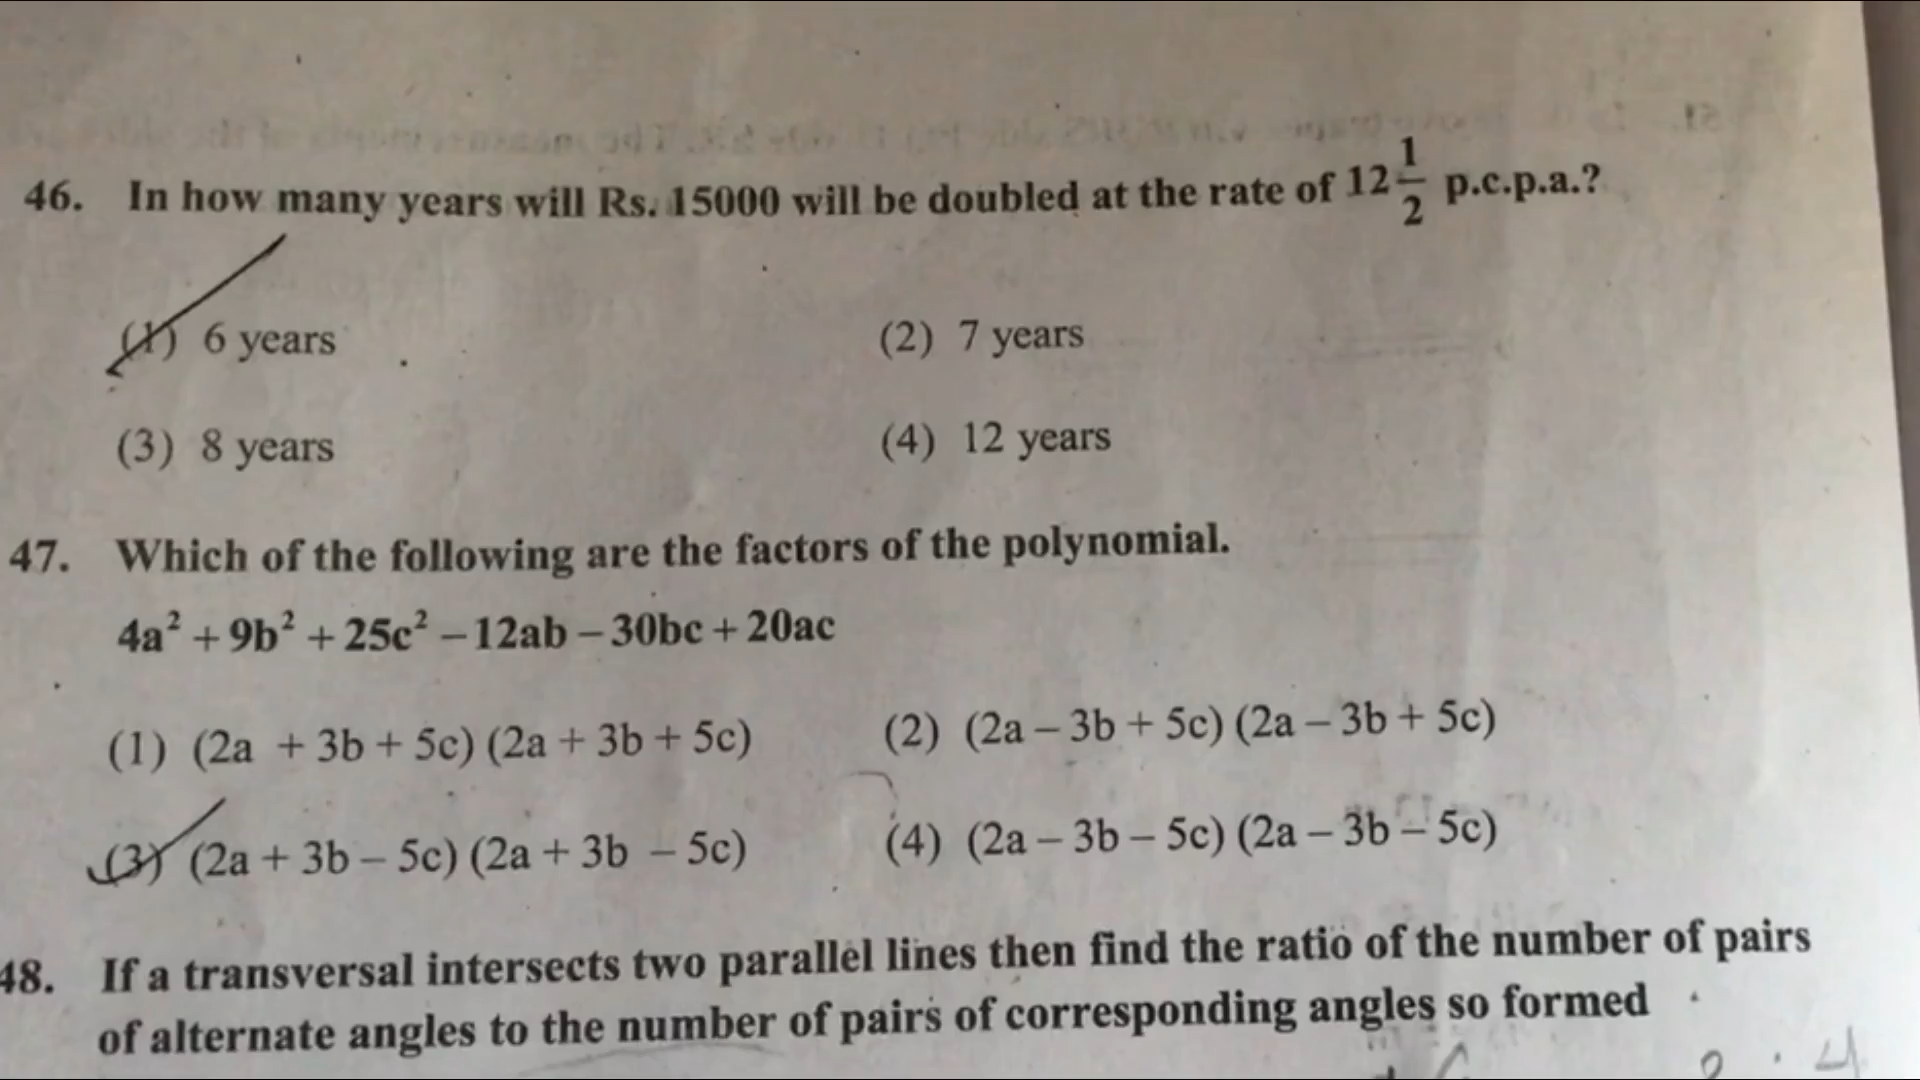 46. In how many years will Rs. 15000 will be doubled at the rate of 12 1/2 p.c.p.a.?
(1) 6 years (2) 7 years
(3) 8 years (4) 12 years
47. Which of the following are the factors of the polynomial.
4a² + 9b² + 25c² – 12ab – 30bc + 20ac
(1) (2a + 3b + 5c) (2a + 3b + 5c) (2) (2a – 3b + 5c) (2a – 3b + 5c)
(3) (2a + 3b – 5c) (2a + 3b – 5c) (4) (2a – 3b – 5c) (2a – 3b – 5c)
48. If a transversal intersects two parallel lines then find the ratio of the number of pairs
of alternate angles to the number of pairs of corresponding angles so formed